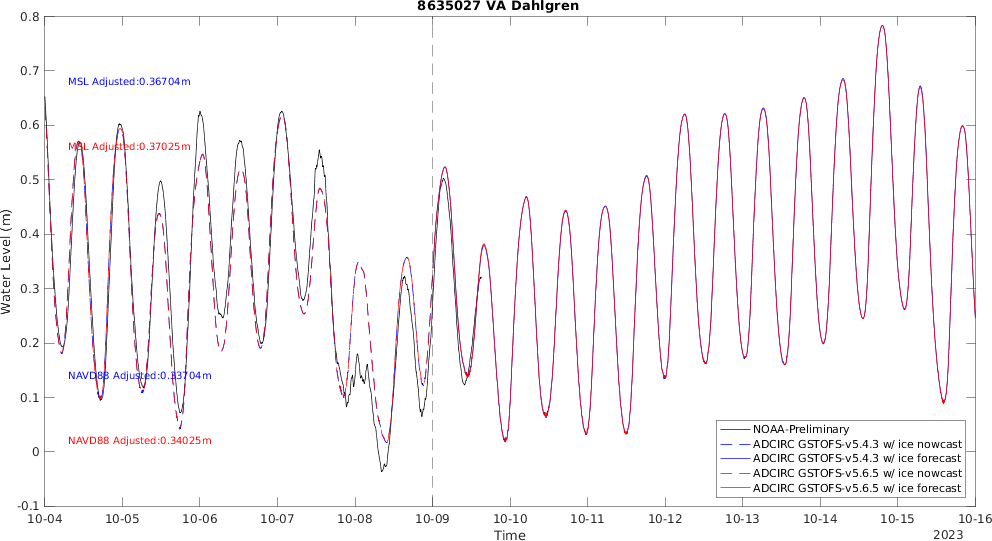 8635027 VA Dahlgren
0.8
0.7
0.6
0.5
0.4
0.3
0.2
0.1
0
-0.1
Water Level (m)
MSL Adjusted:0.36704m
MSL Adjusted:0.37025m
NAVD88 Adjusted:0.33704m
NAVD88 Adjusted:0.34025m
NOAA-Preliminary
ADCIRC GSTOFS-v5.4.3 w/ ice nowcast
ADCIRC GSTOFS-v5.4.3 w/ ice forecast
ADCIRC GSTOFS-v5.6.5 w/ ice nowcast
ADCIRC GSTOFS-v5.6.5 w/ ice forecast
10-04 10-05 10-06 10-07 10-08 10-09 10-10 10-11 10-12 10-13 10-14 10-15 10-16
Time
2023